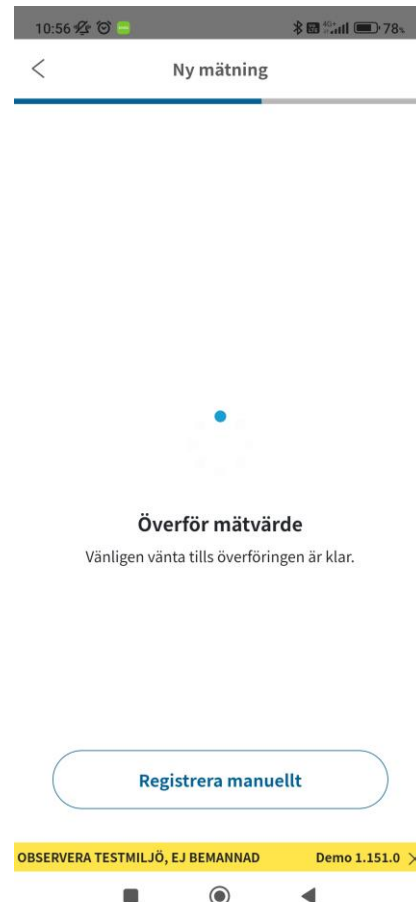 10:56
78%
Ny mätning
Överför mätvärde
Vänligen vänta tills överföringen är klar.
Registrera manuellt
OBSERVERA TESTMILJÖ, EJ BEMANNAD Demo 1.151.0